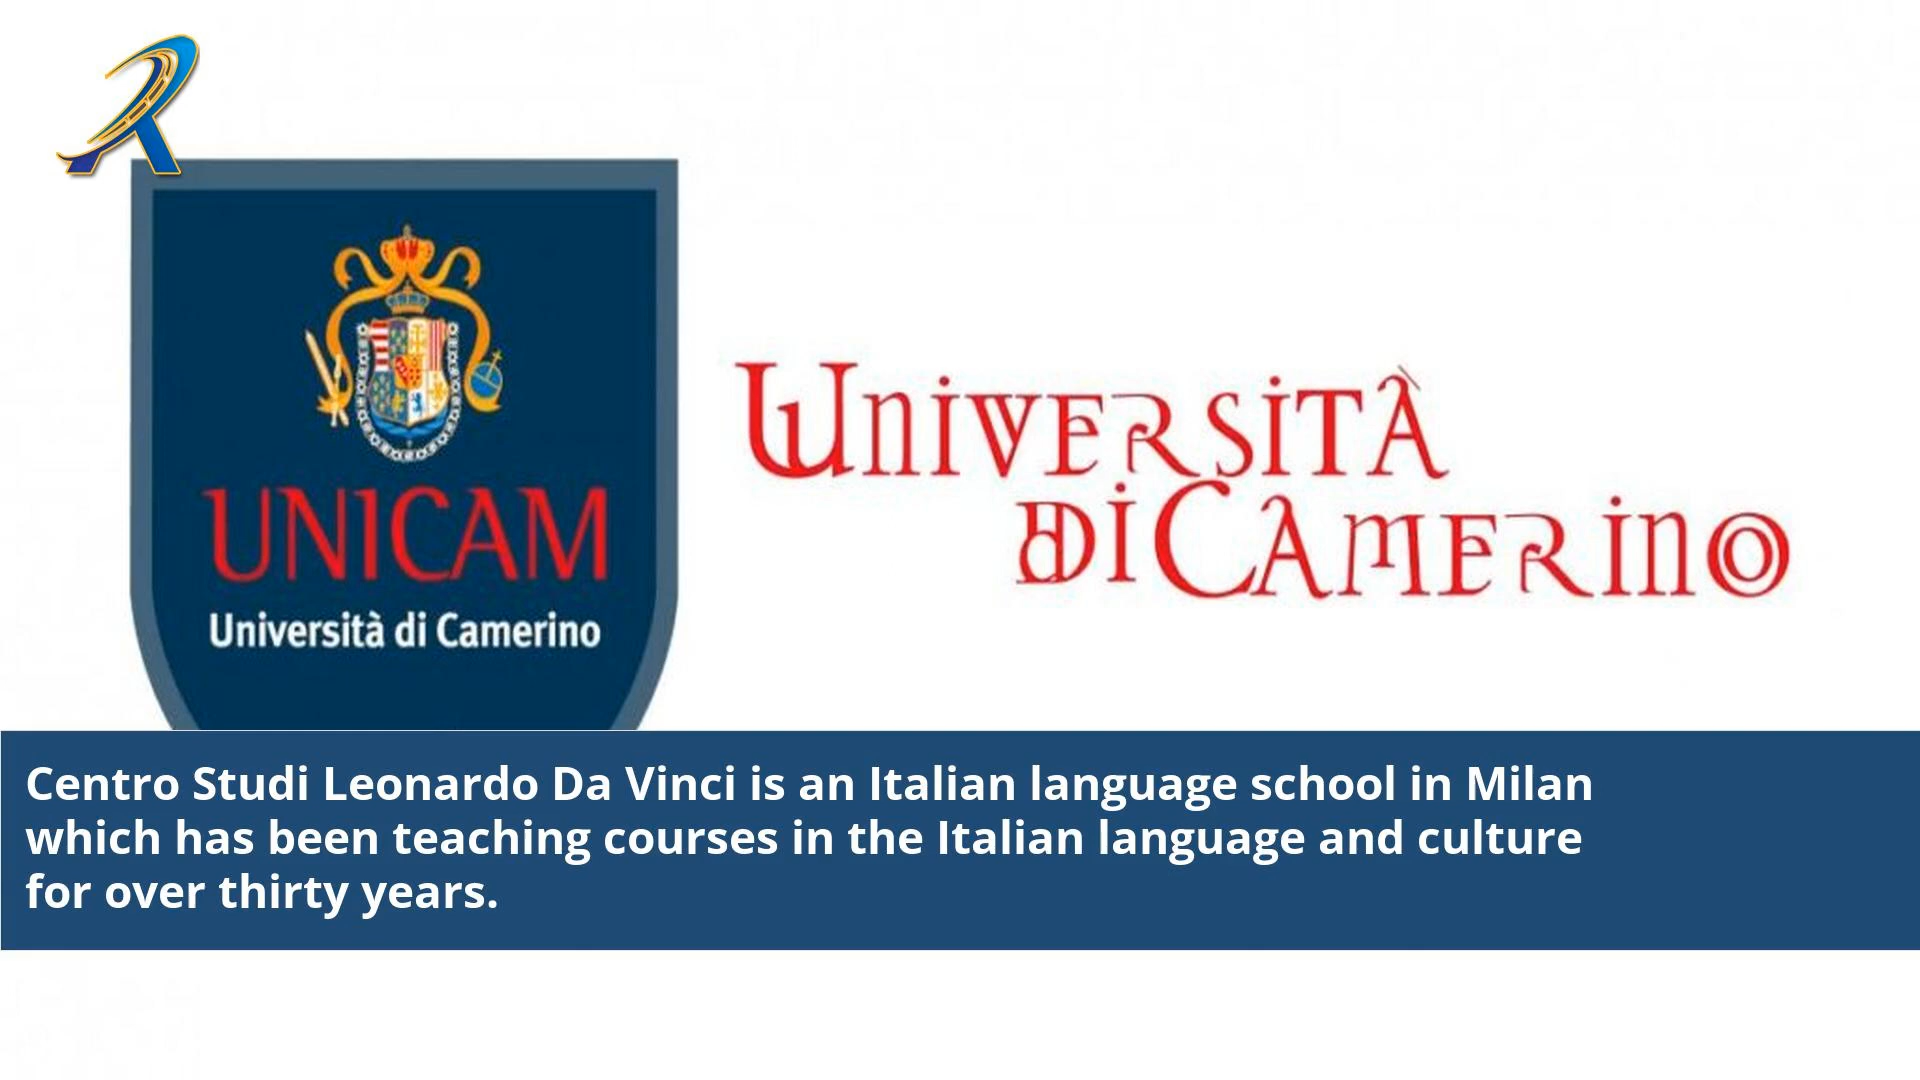 UNICAM
Università di Camerino
Università
di Camerino
Centro Studi Leonardo Da Vinci is an Italian language school in Milan
which has been teaching courses in the Italian language and culture
for over thirty years.